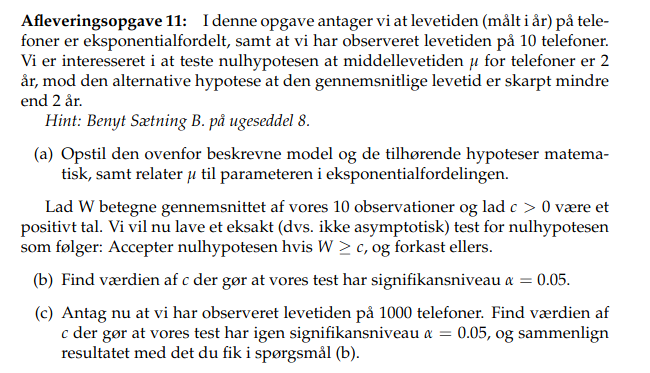 Afleveringsopgave 11: I denne opgave antager vi at levetiden (målt i år) på tele-
foner er eksponentialfordelt, samt at vi har observeret levetiden på 10 telefoner.
Vi er interesseret i at teste nulhypotesen at middellevetiden μ for telefoner er 2
år, mod den alternative hypotese at den gennemsnitlige levetid er skarpt mindre
end 2 år.
Hint: Benyt Sætning B. på ugeseddel 8.
(a) Opstil den ovenfor beskrevne model og de tilhørende hypoteser matema-
tisk, samt relater μ til parameteren i eksponentialfordelingen.
Lad W betegne gennemsnittet af vores 10 observationer og lad c > 0 være et
positivt tal. Vi vil nu lave et eksakt (dvs. ikke asymptotisk) test for nulhypotesen
som følger: Accepter nulhypotesen hvis W ≥ c, og forkast ellers.
(b) Find værdien af c der gør at vores test har signifikansniveau α = 0.05.
(c) Antag nu at vi har observeret levetiden på 1000 telefoner. Find værdien af
c der gør at vores test har igen signifikansniveau α = 0.05, og sammenlign
resultatet med det du fik i spørgsmål (b).